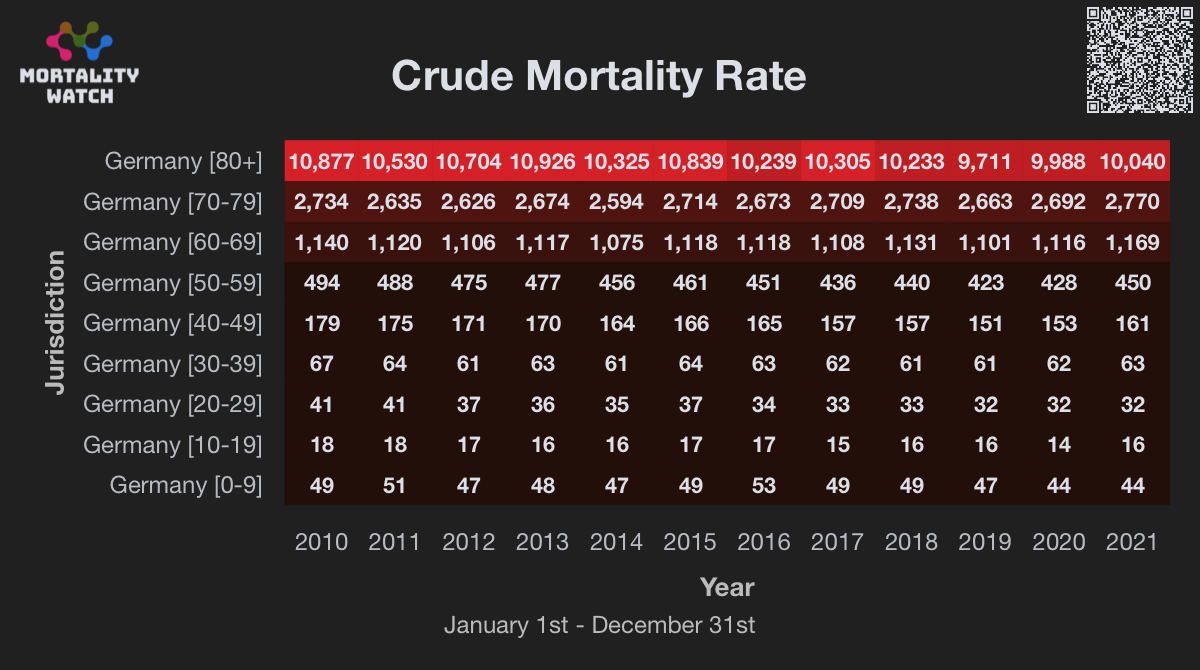 MORTALITY
WATCH
Crude Mortality Rate
Jurisdiction
Germany [80+] 10,877 10,530 10,704 10,926 10,325 10,839 10,239 10,305 10,233 9,711 9,988 10,040
Germany [70-79] 2,734 2,635 2,626 2,674 2,594 2,714 2,673 2,709 2,738 2,663 2,692 2,770
Germany [60-69] 1,140 1,120 1,106 1,117 1,075 1,118 1,118 1,108 1,131 1,101 1,116 1,169
Germany [50-59] 494 488 475 477 456 461 451 436 440 423 428 450
Germany [40-49] 179 175 171 170 164 166 165 157 157 151 153 161
Germany [30-39] 67 64 61 63 61 64 63 62 61 61 62 63
Germany [20-29] 41 41 37 36 35 37 34 33 33 32 32 32
Germany [10-19] 18 18 17 16 16 17 17 15 16 16 14 16
Germany [0-9] 49 51 47 48 47 49 53 49 49 47 44 44
2010 2011 2012 2013 2014 2015 2016 2017 2018 2019 2020 2021
Year
January 1st - December 31st